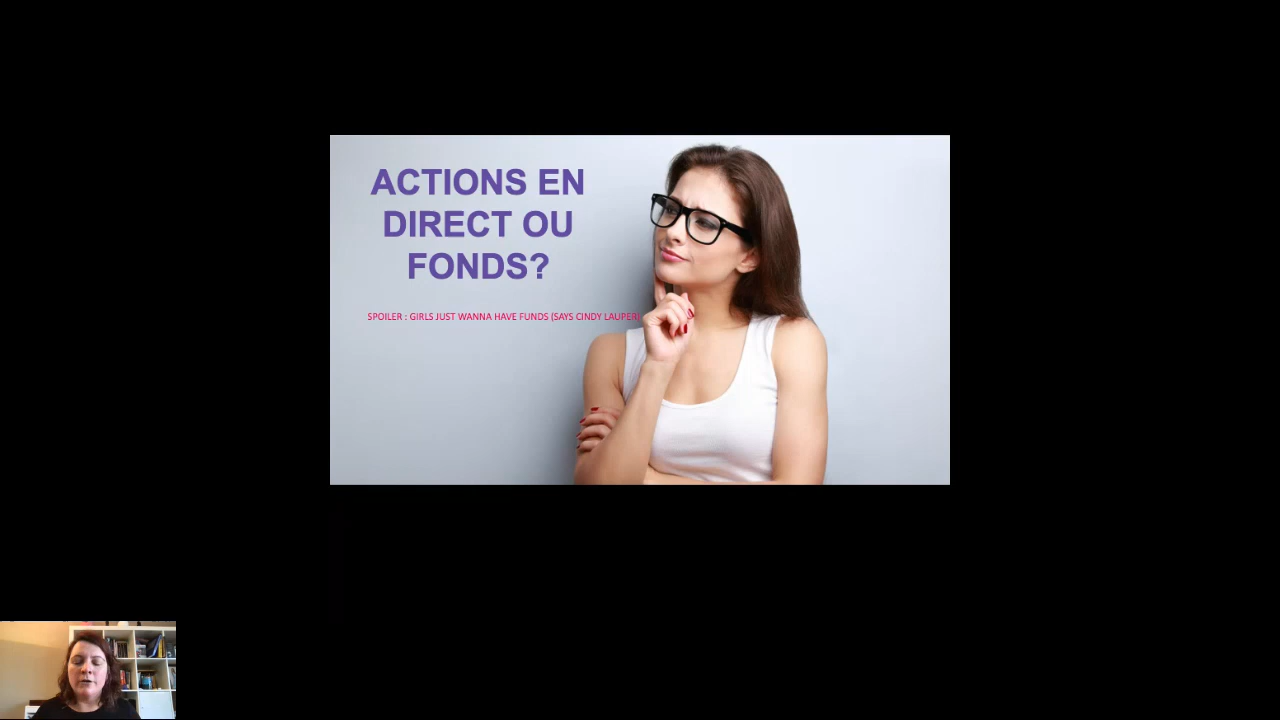 ACTIONS EN
DIRECT OU
FONDS?
SPOILER : GIRLS JUST WANNA HAVE FUNDS (SAYS CINDY LAUPER)